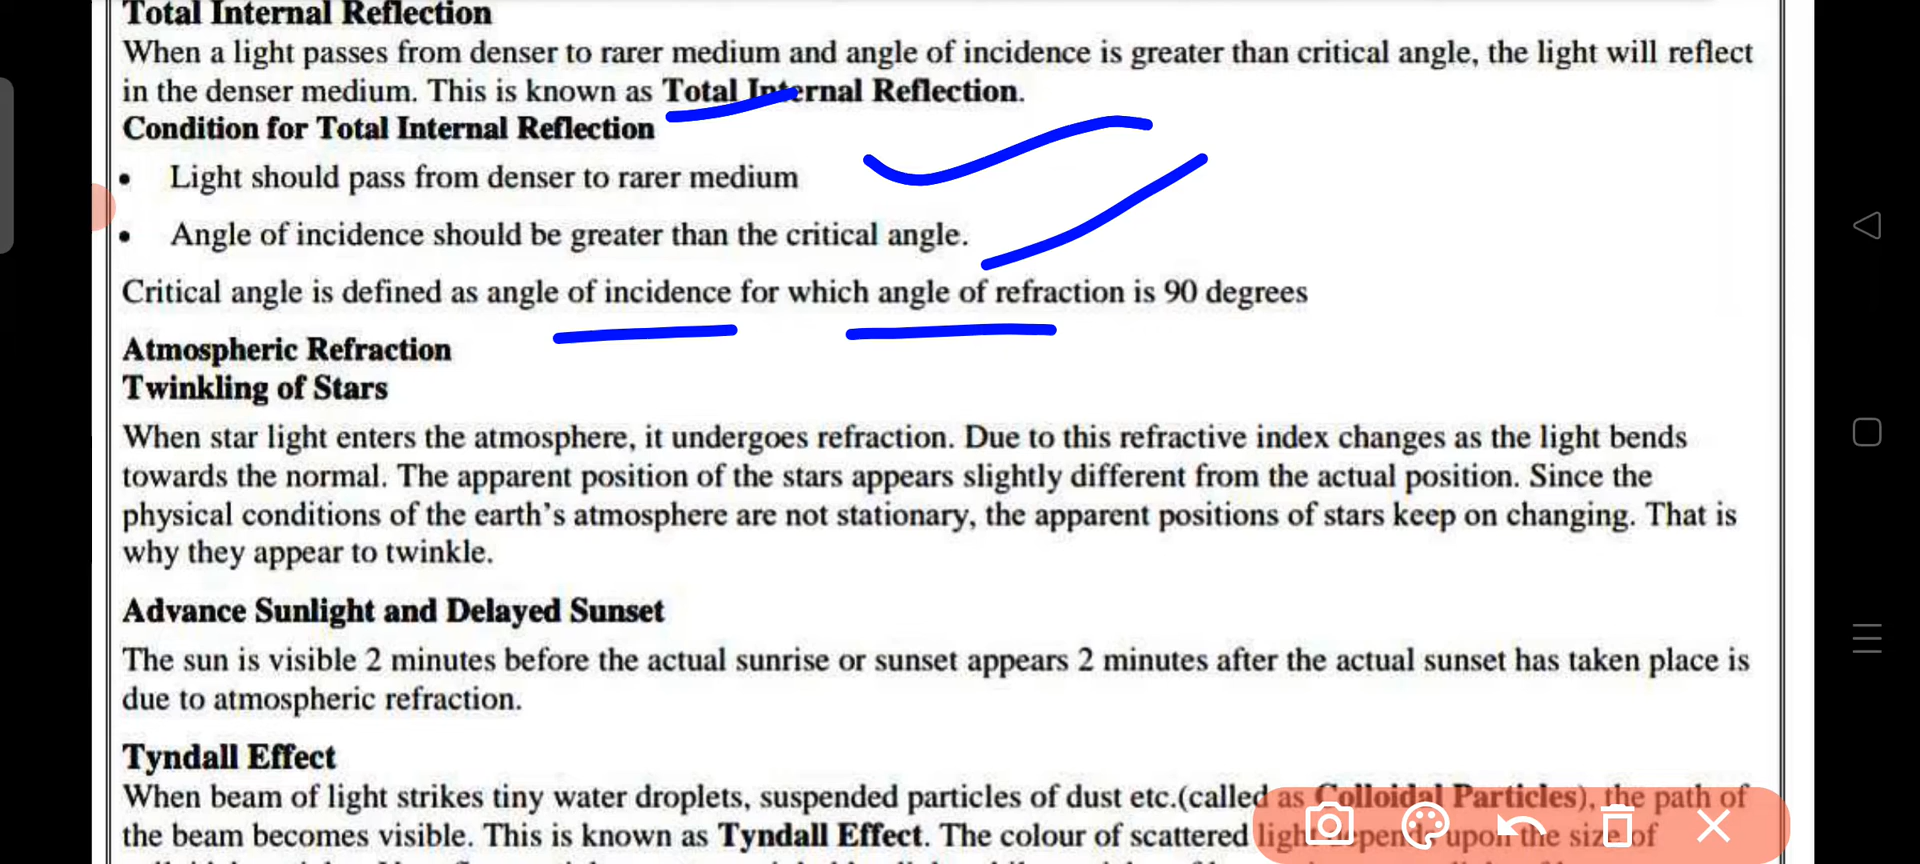 Total Internal Reflection
When a light passes from denser to rarer medium and angle of incidence is greater than critical angle, the light will reflect
in the denser medium. This is known as Total Internal Reflection.
Condition for Total Internal Reflection
• Light should pass from denser to rarer medium
• Angle of incidence should be greater than the critical angle.
Critical angle is defined as angle of incidence for which angle of refraction is 90 degrees
Atmospheric Refraction
Twinkling of Stars
When star light enters the atmosphere, it undergoes refraction. Due to this refractive index changes as the light bends
towards the normal. The apparent position of the stars appears slightly different from the actual position. Since the
physical conditions of the earth’s atmosphere are not stationary, the apparent positions of stars keep on changing. That is
why they appear to twinkle.
Advance Sunlight and Delayed Sunset
The sun is visible 2 minutes before the actual sunrise or sunset appears 2 minutes after the actual sunset has taken place is
due to atmospheric refraction.
Tyndall Effect
When beam of light strikes tiny water droplets, suspended particles of dust etc.(called as Colloidal Particles), the path of
the beam becomes visible. This is known as Tyndall Effect. The colour of scattered light depends upon the size of